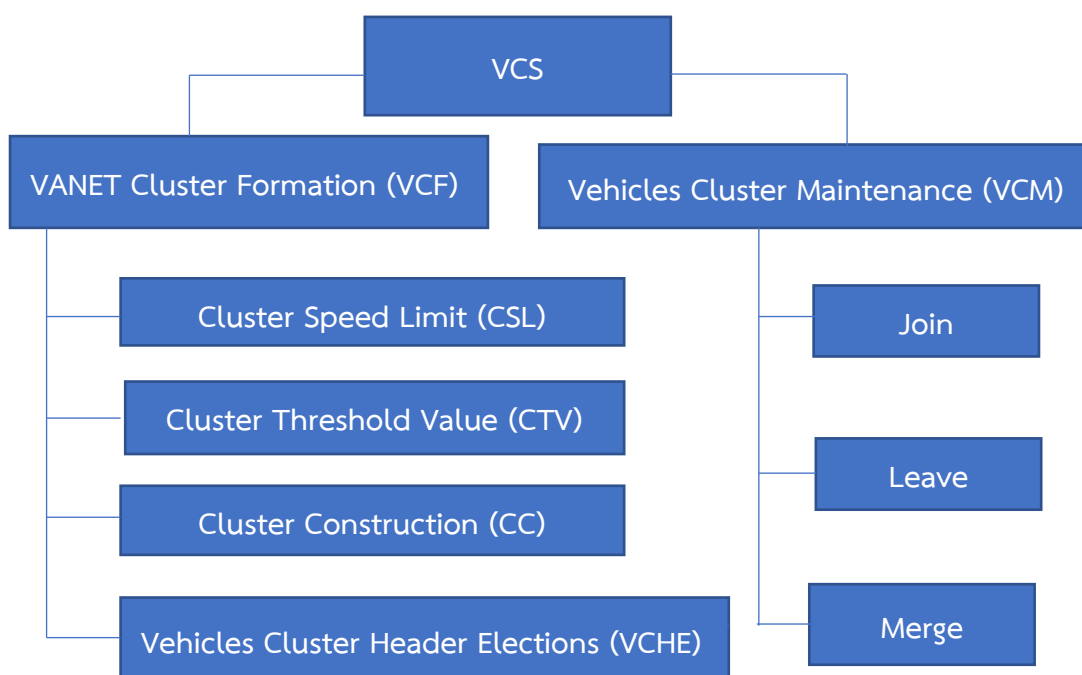 VCS
VANET Cluster Formation (VCF)
Vehicles Cluster Maintenance (VCM)
Cluster Speed Limit (CSL)
Join
Cluster Threshold Value (CTV)
Leave
Cluster Construction (CC)
Vehicles Cluster Header Elections (VCHE)
Merge